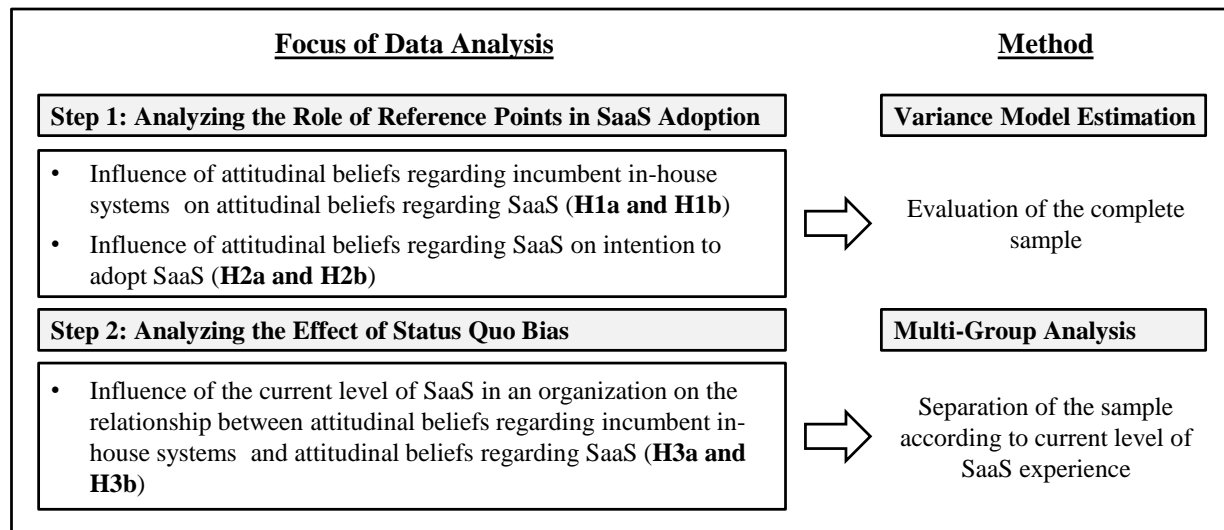 Focus of Data Analysis
Method
Step 1: Analyzing the Role of Reference Points in SaaS Adoption
Variance Model Estimation
• Influence of attitudinal beliefs regarding incumbent in-house
systems on attitudinal beliefs regarding SaaS (H1a and H1b)
• Influence of attitudinal beliefs regarding SaaS on intention to
adopt SaaS (H2a and H2b)
Evaluation of the complete
sample
Step 2: Analyzing the Effect of Status Quo Bias
Multi-Group Analysis
• Influence of the current level of SaaS in an organization on the
relationship between attitudinal beliefs regarding incumbent in-
house systems and attitudinal beliefs regarding SaaS (H3a and
H3b)
Separation of the sample
according to current level of
SaaS experience